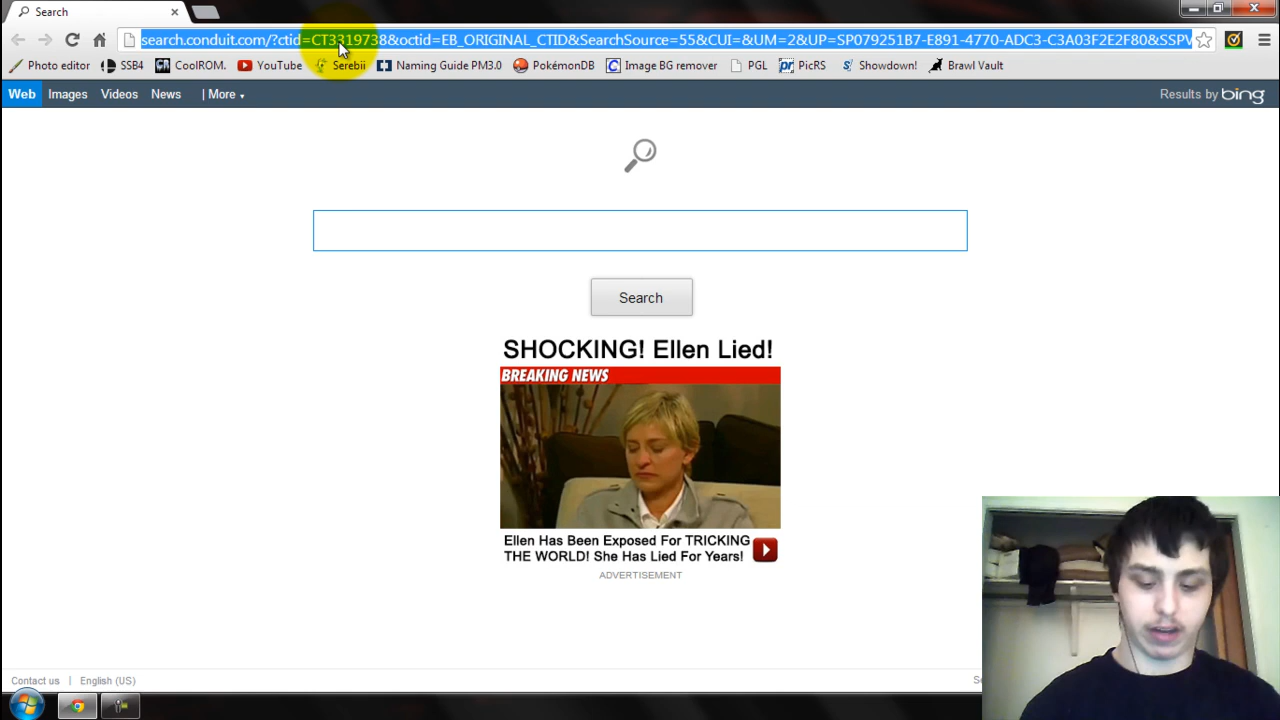 Search
search.conduit.com/?ctid=CT3319738&octid=EB_ORIGINAL_CTID&SearchSource=55&CUI=&UM=2&UP=SP079251B7-E891-4770-ADC3-C3A03F2E2F80&SSPV
Photo editor SSB4 CoolROM. YouTube Serebii Naming Guide PM3.0 PokémonDB Image BG remover PGL PicRS Showdown! Brawl Vault
Web Images Videos News | More Results by bing
Search
SHOCKING! Ellen Lied!
BREAKING NEWS
Ellen Has Been Exposed For TRICKING
THE WORLD! She Has Lied For Years!
ADVERTISEMENT
Contact us | English (US)